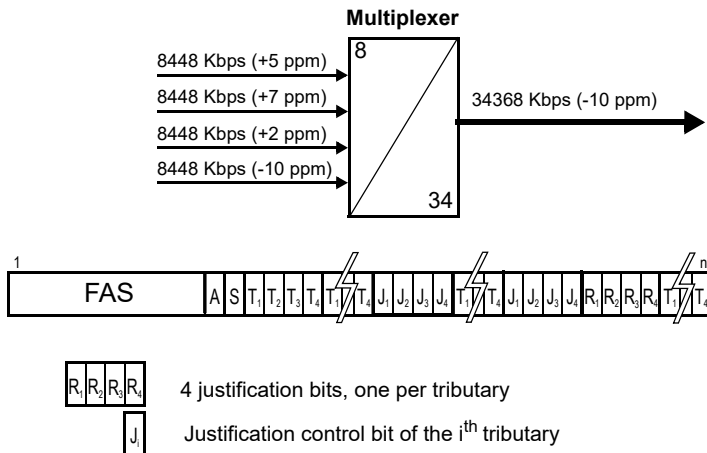 Multiplexer
8
8448 Kbps (+5 ppm)
8448 Kbps (+7 ppm)
8448 Kbps (+2 ppm)
8448 Kbps (-10 ppm)
34368 Kbps (-10 ppm)
34
1 n
FAS A S T₁ T₂ T₃ T₄ T₁ T₄ J₁ J₂ J₃ J₄ T₁ T₄ J₁ J₂ J₃ J₄ R₁ R₂ R₃ R₄ T₁ T₄
R₁ R₂ R₃ R₄ 4 justification bits, one per tributary
Jᵢ Justification control bit of the iᵗʰ tributary